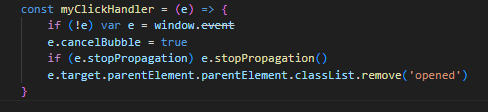 const myClickHandler = (e) => {
if (!e) var e = window.event
e.cancelBubble = true
if (e.stopPropagation) e.stopPropagation()
e.target.parentElement.parentElement.classList.remove('opened')
}